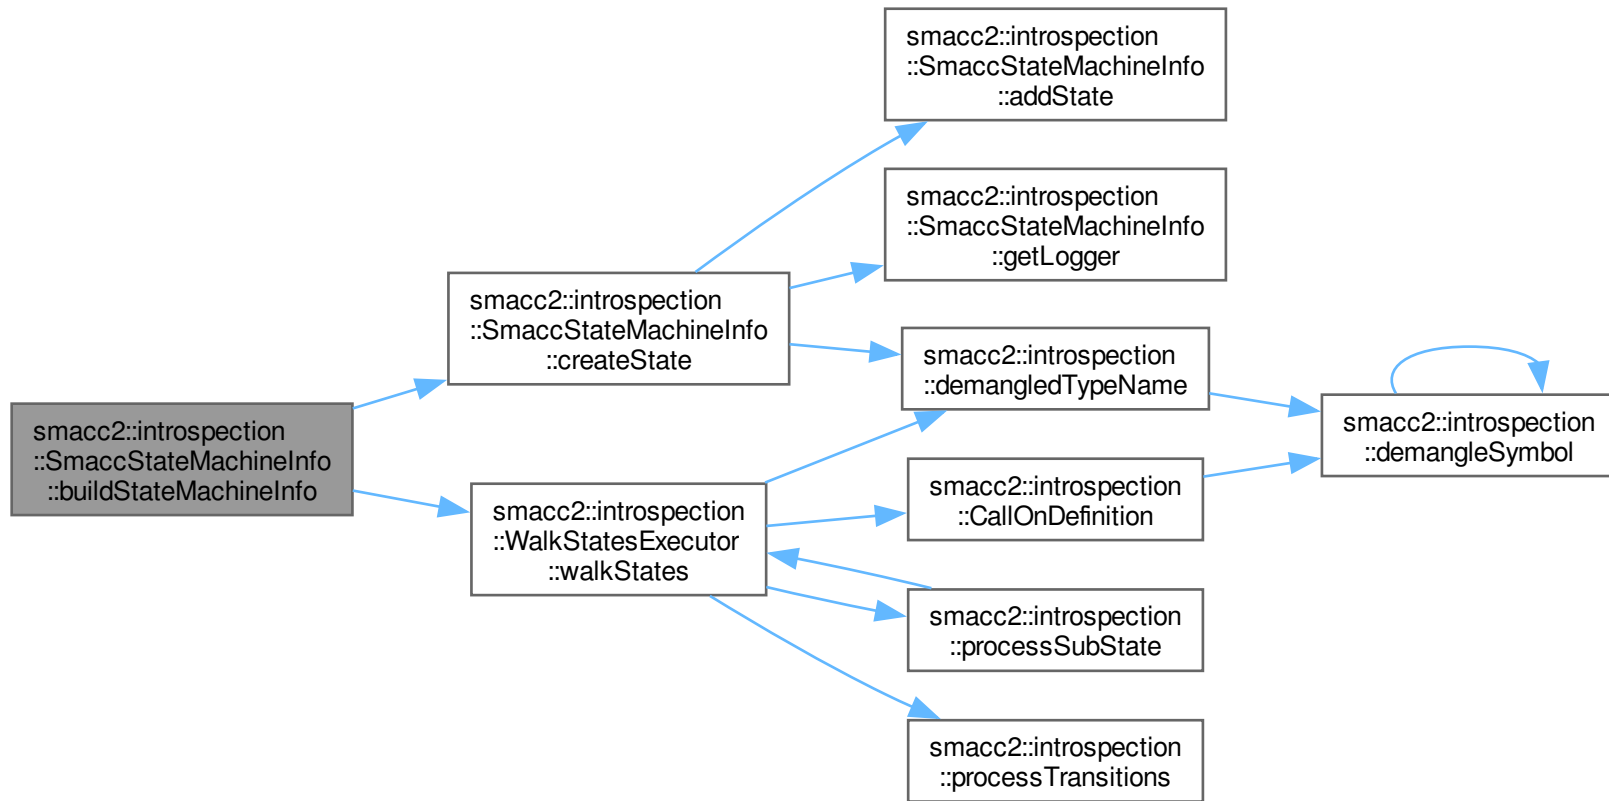 smacc2::introspection
::SmaccStateMachineInfo
::buildStateMachineInfo
smacc2::introspection
::SmaccStateMachineInfo
::createState
smacc2::introspection
::WalkStatesExecutor
::walkStates
smacc2::introspection
::SmaccStateMachineInfo
::addState
smacc2::introspection
::SmaccStateMachineInfo
::getLogger
smacc2::introspection
::demangledTypeName
smacc2::introspection
::CallOnDefinition
smacc2::introspection
::processSubState
smacc2::introspection
::processTransitions
smacc2::introspection
::demangleSymbol